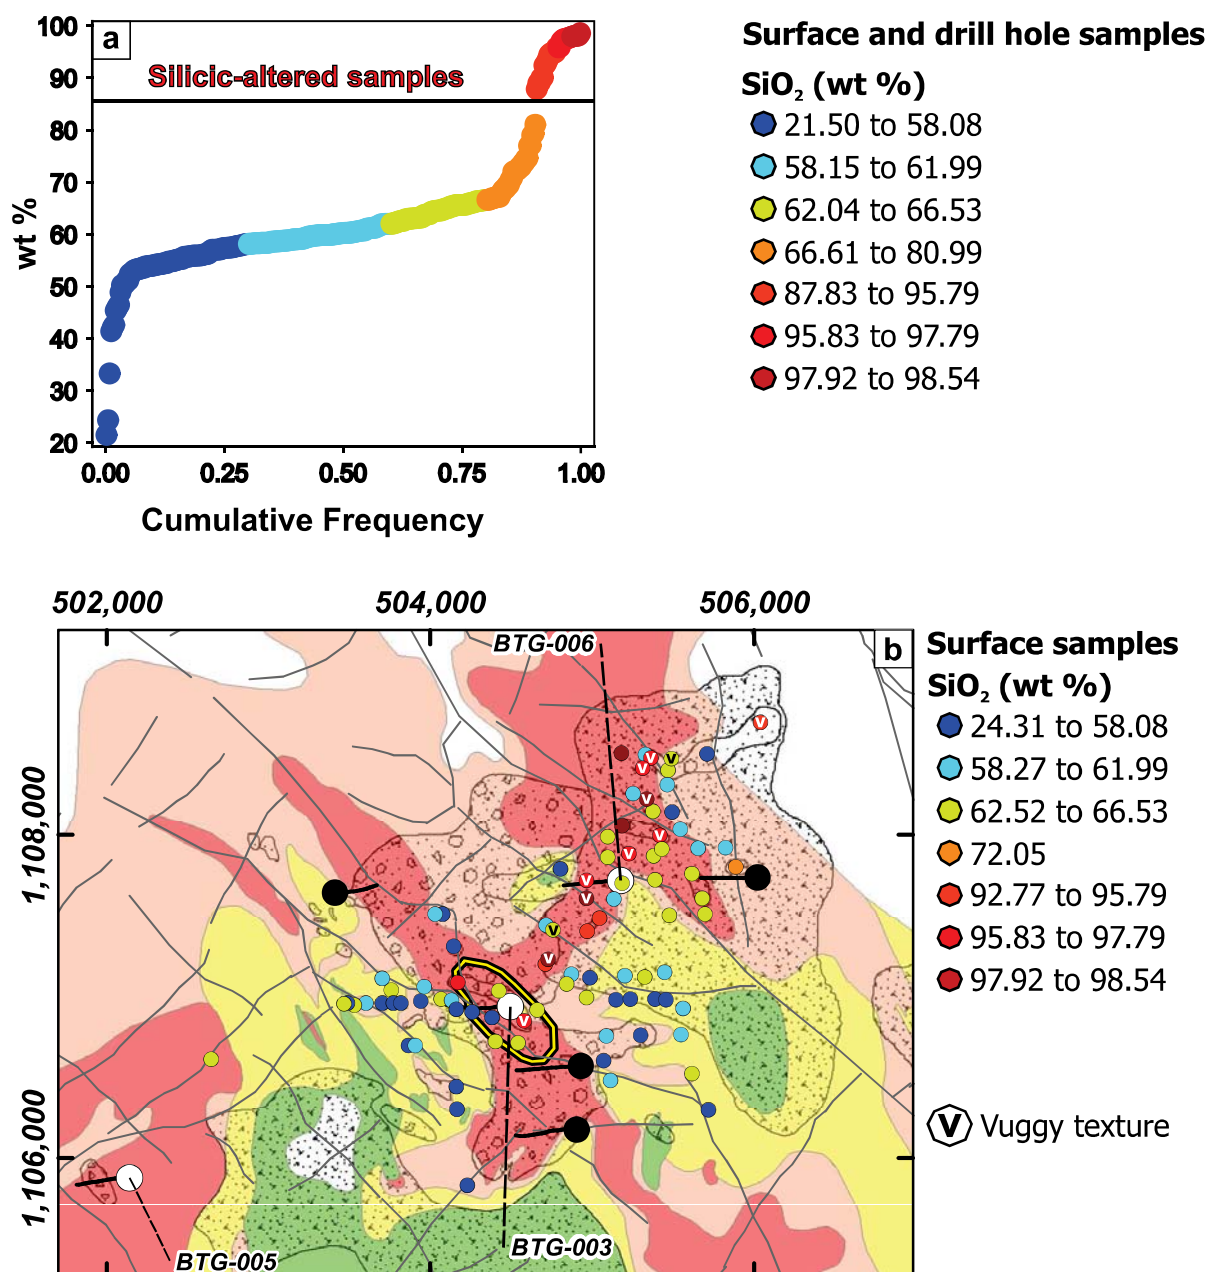 a
Silicic-altered samples
100
90
80
70
60
50
40
30
20
wt %
0.00 0.25 0.50 0.75 1.00
Cumulative Frequency
Surface and drill hole samples
SiO₂ (wt %)
21.50 to 58.08
58.15 to 61.99
62.04 to 66.53
66.61 to 80.99
87.83 to 95.79
95.83 to 97.79
97.92 to 98.54
502,000 504,000 506,000
b
BTG-006
1,108,000
1,106,000
V
V
V
V
V
V
V
V
V
V
V
V
BTG-003
BTG-005
Surface samples
SiO₂ (wt %)
24.31 to 58.08
58.27 to 61.99
62.52 to 66.53
72.05
92.77 to 95.79
95.83 to 97.79
97.92 to 98.54
V Vuggy texture